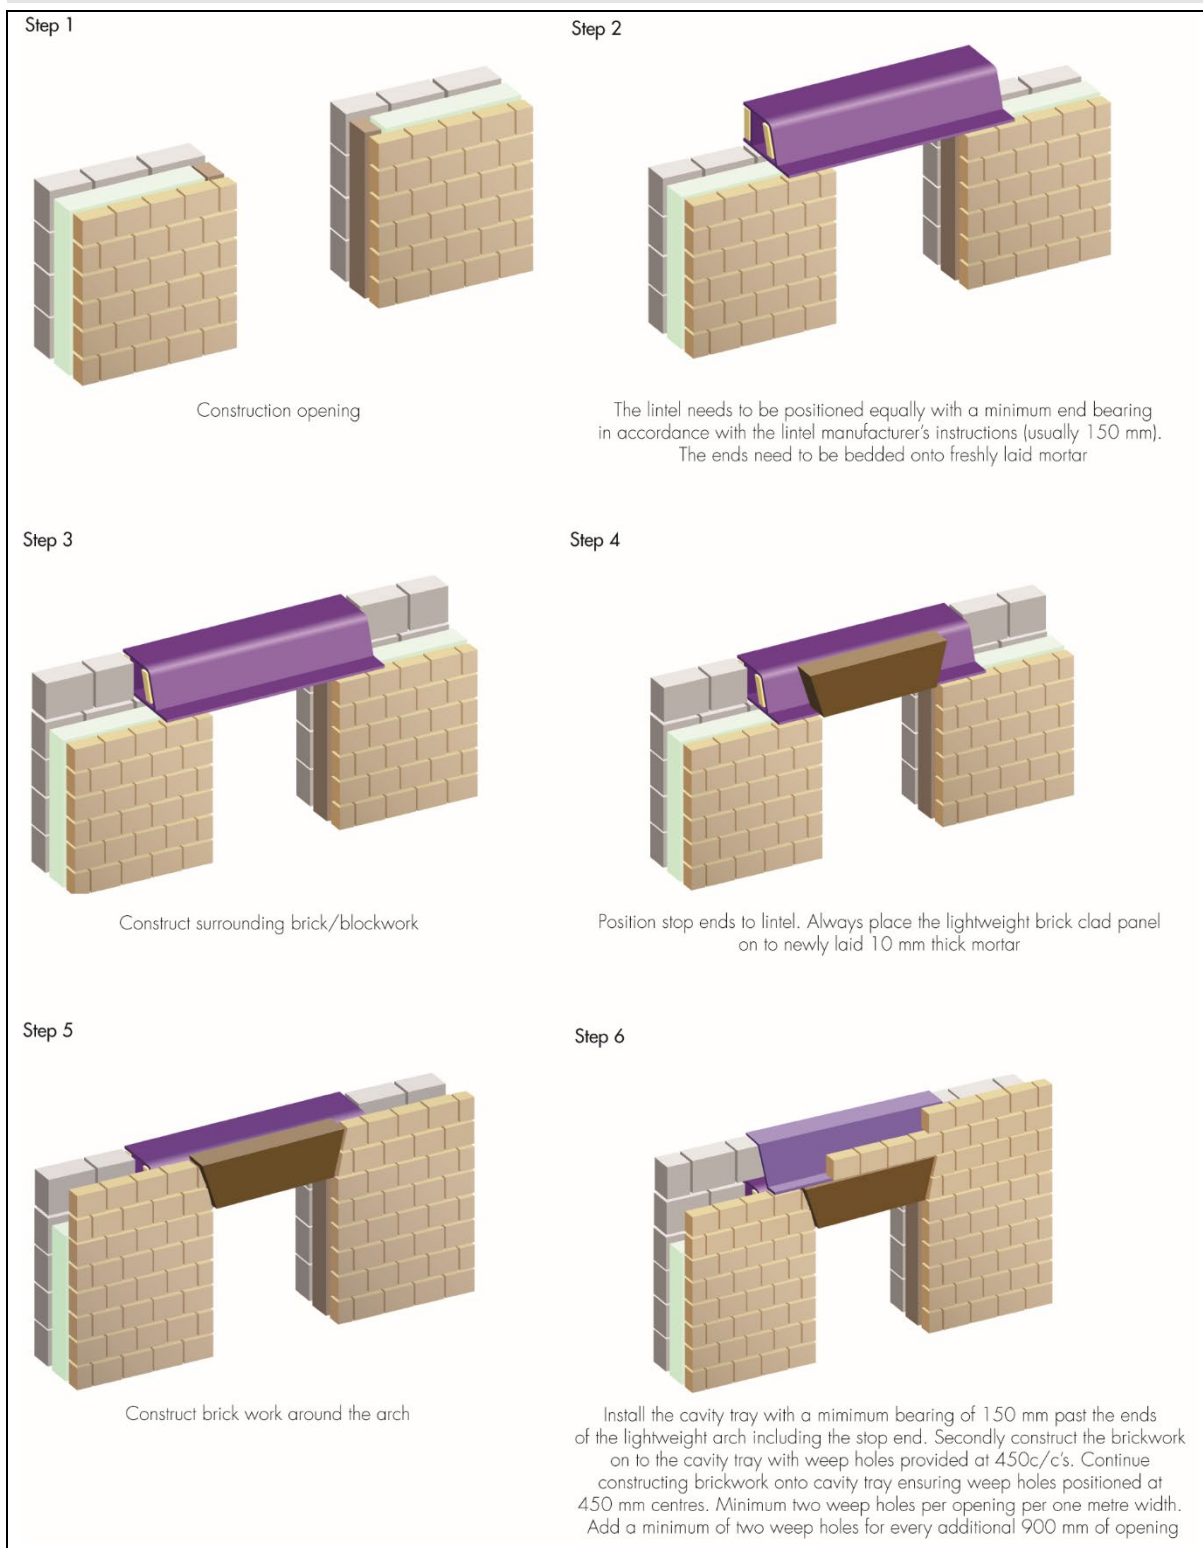 Step 1
Construction opening
Step 2
The lintel needs to be positioned equally with a minimum end bearing
in accordance with the lintel manufacturer's instructions (usually 150 mm).
The ends need to be bedded onto freshly laid mortar
Step 3
Construct surrounding brick/blockwork
Step 4
Position stop ends to lintel. Always place the lightweight brick clad panel
on to newly laid 10 mm thick mortar
Step 5
Construct brick work around the arch
Step 6
Install the cavity tray with a mimimum bearing of 150 mm past the ends
of the lightweight arch including the stop end. Secondly construct the brickwork
on to the cavity tray with weep holes provided at 450c/c's. Continue
constructing brickwork onto cavity tray ensuring weep holes positioned at
450 mm centres. Minimum two weep holes per opening per one metre width.
Add a minimum of two weep holes for every additional 900 mm of opening